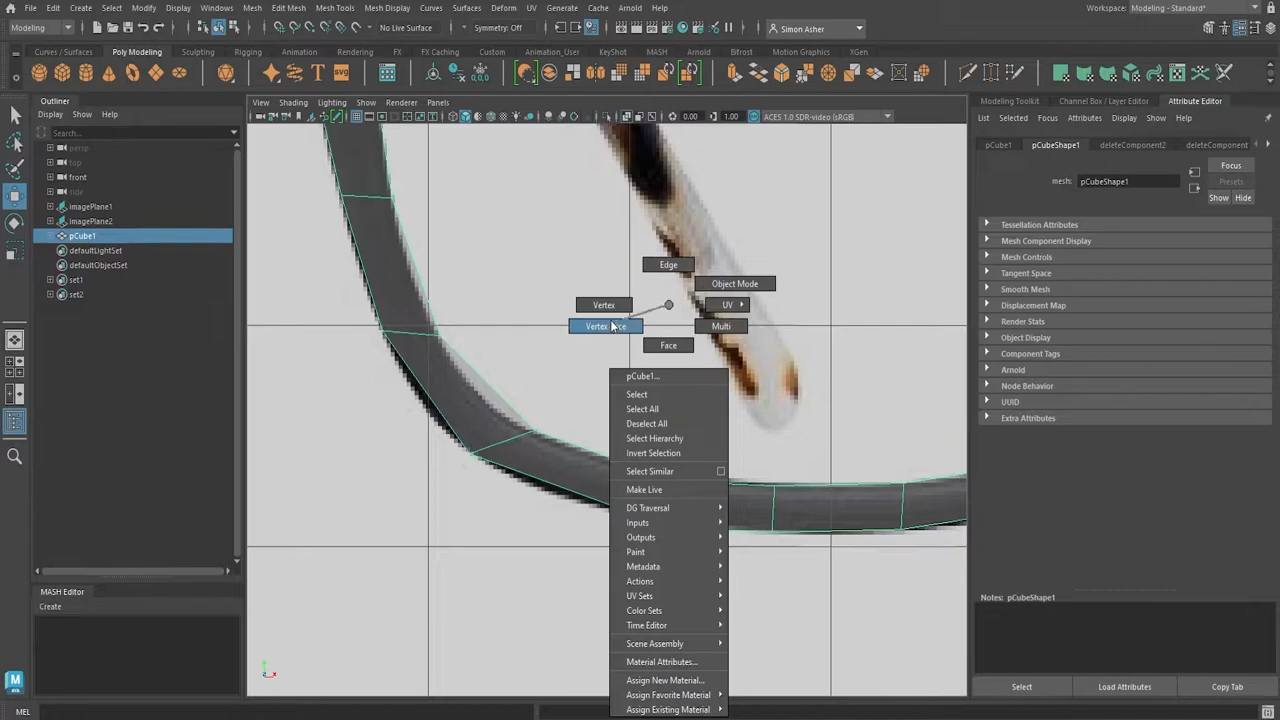 File Edit Create Select Modify Display Windows Mesh Edit Mesh Mesh Tools Mesh Display Curves Surfaces Deform UV Generate Cache Arnold Help
Workspace: Modeling - Standard*
Modeling
No Live Surface
Symmetry: Off
Simon Asher
Curves / Surfaces Poly Modeling Sculpting Rigging Animation Rendering FX FX Caching Custom Animation_User KeyShot MASH Arnold Bifrost Motion Graphics XGen
Outliner
Display Show Help
Search...
persp
top
front
side
imagePlane1
imagePlane2
pCube1
defaultLightSet
defaultObjectSet
set1
set2
MASH Editor
Create
View Shading Lighting Show Renderer Panels
0.00
1.00
ACES 1.0 SDR-video (sRGB)
Edge
Object Mode
Vertex
UV
Multi
Face
pCube1...
Select
Select All
Deselect All
Select Hierarchy
Invert Selection
Select Similar
Make Live
DG Traversal
Inputs
Outputs
Paint
Metadata
Actions
UV Sets
Color Sets
Time Editor
Scene Assembly
Material Attributes...
Assign New Material...
Assign Favorite Material
Assign Existing Material
Modeling Toolkit
Channel Box / Layer Editor
Attribute Editor
List Selected Focus Attributes Display Show Help
pCube1 pCubeShape1 deleteComponent2 deleteComponent
Focus
mesh: pCubeShape1
Presets
Show Hide
Tessellation Attributes
Mesh Component Display
Mesh Controls
Tangent Space
Smooth Mesh
Displacement Map
Render Stats
Object Display
Component Tags
Arnold
Node Behavior
UUID
Extra Attributes
Notes: pCubeShape1
Select
Load Attributes
Copy Tab
MEL